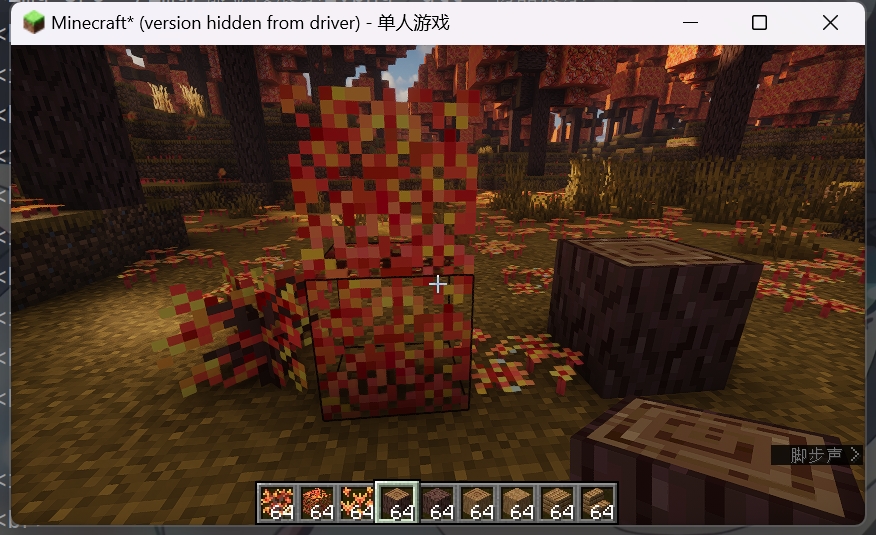 Minecraft* (version hidden from driver) - 单人游戏
脚步声 >
64 64 64 64 64 64 64 64 64